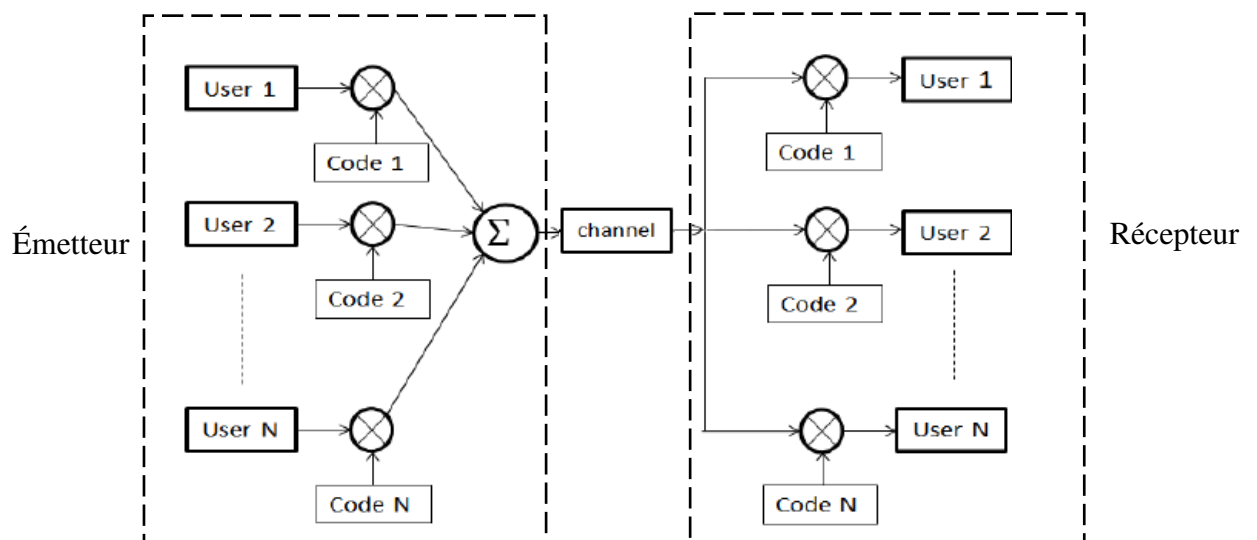 Émetteur
User 1
Code 1
User 2
Code 2
User N
Code N
Σ
channel
User 1
Code 1
User 2
Code 2
User N
Code N
Récepteur